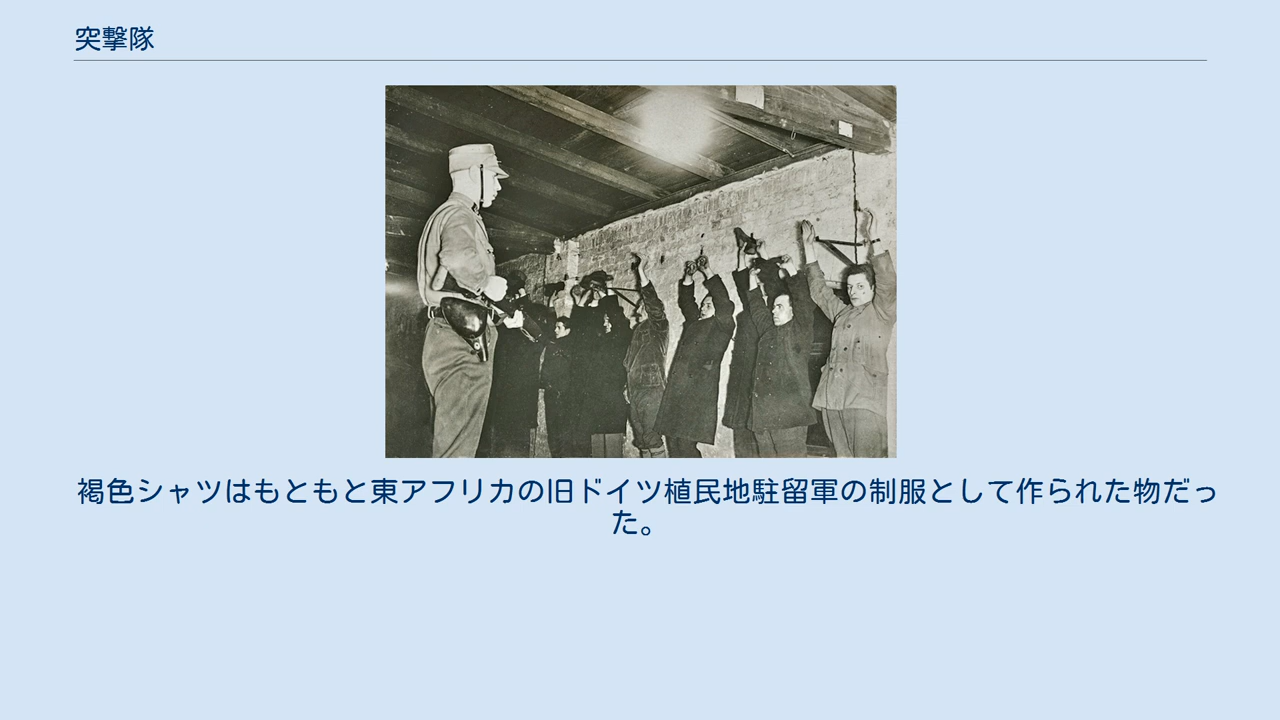 突撃隊
褐色シャツはもともと東アフリカの旧ドイツ植民地駐留軍の制服として作られた物だっ
た。